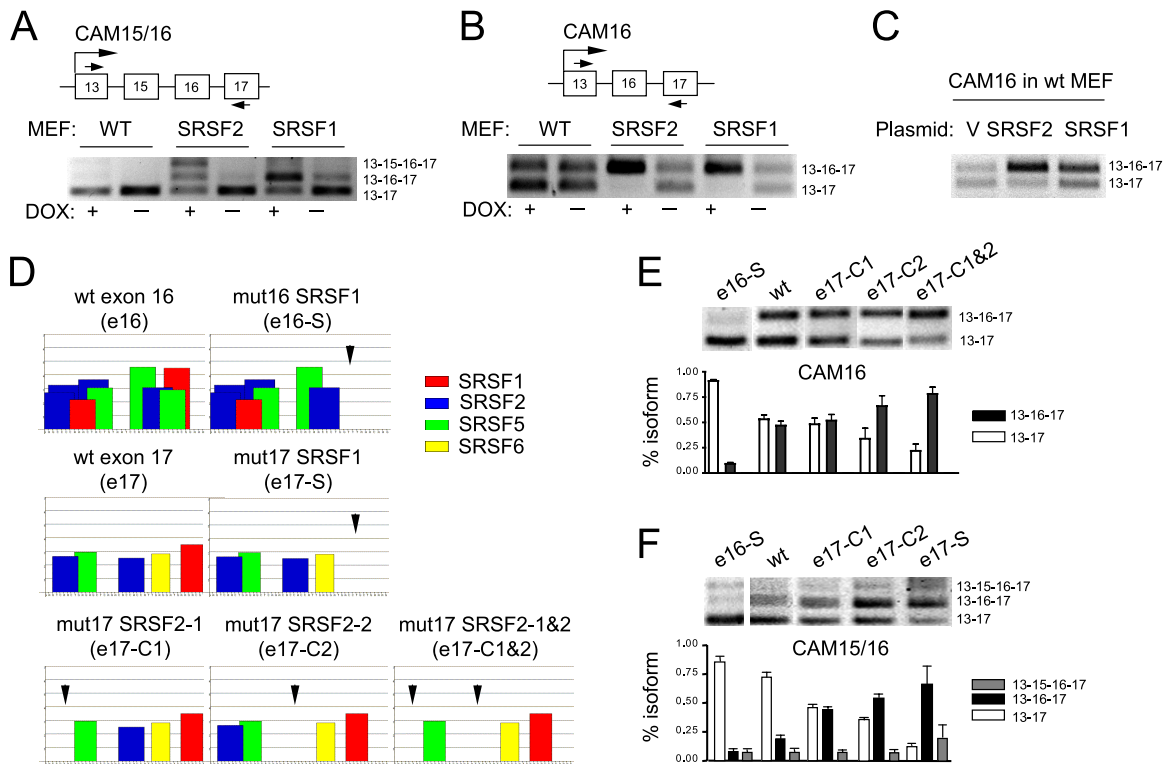 A
CAM15/16
13 15 16 17
MEF: WT SRSF2 SRSF1
13-15-16-17
13-16-17
13-17
DOX: + – + – + –
B
CAM16
13 16 17
MEF: WT SRSF2 SRSF1
13-16-17
13-17
DOX: + – + – + –
C
CAM16 in wt MEF
Plasmid: V SRSF2 SRSF1
13-16-17
13-17
D
wt exon 16
(e16)
mut16 SRSF1
(e16-S)
SRSF1
SRSF2
SRSF5
SRSF6
wt exon 17
(e17)
mut17 SRSF1
(e17-S)
mut17 SRSF2-1
(e17-C1)
mut17 SRSF2-2
(e17-C2)
mut17 SRSF2-1&2
(e17-C1&2)
E
e16-S wt e17-C1 e17-C2 e17-C1&2
13-16-17
13-17
CAM16
% isoform
1.00
0.75
0.50
0.25
0.00
13-16-17
13-17
F
e16-S wt e17-C1 e17-C2 e17-S
13-15-16-17
13-16-17
13-17
CAM15/16
% isoform
0.75
0.50
0.25
0.00
13-15-16-17
13-16-17
13-17